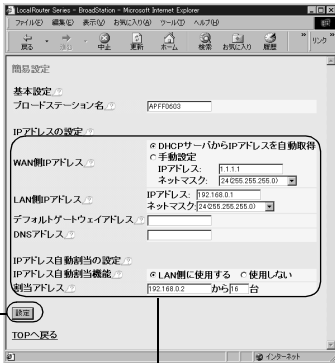 LocalRouter Series - BroadStation - Microsoft Internet Explorer
ファイル(F) 編集(E) 表示(V) お気に入り(A) ツール(T) ヘルプ(H)
戻る 進む 中止 更新 ホーム 検索 お気に入り 履歴 リンク »
簡易設定
基本設定 ?
ブロードステーション名 ? APFF0603
IPアドレスの設定 ?
WAN側IPアドレス ?
DHCPサーバからIPアドレスを自動取得
手動設定
IPアドレス: 1.1.1.1
ネットマスク: 24(255.255.255.0)
LAN側IPアドレス ?
IPアドレス: 192.168.0.1
ネットマスク: 24(255.255.255.0)
デフォルトゲートウェイアドレス ?
DNSアドレス ?
IPアドレス自動割当の設定 ?
IPアドレス自動割当機能 ? LAN側に使用する 使用しない
割当アドレス ? 192.168.0.2 から 16 台
設定
TOPへ戻る
インターネット